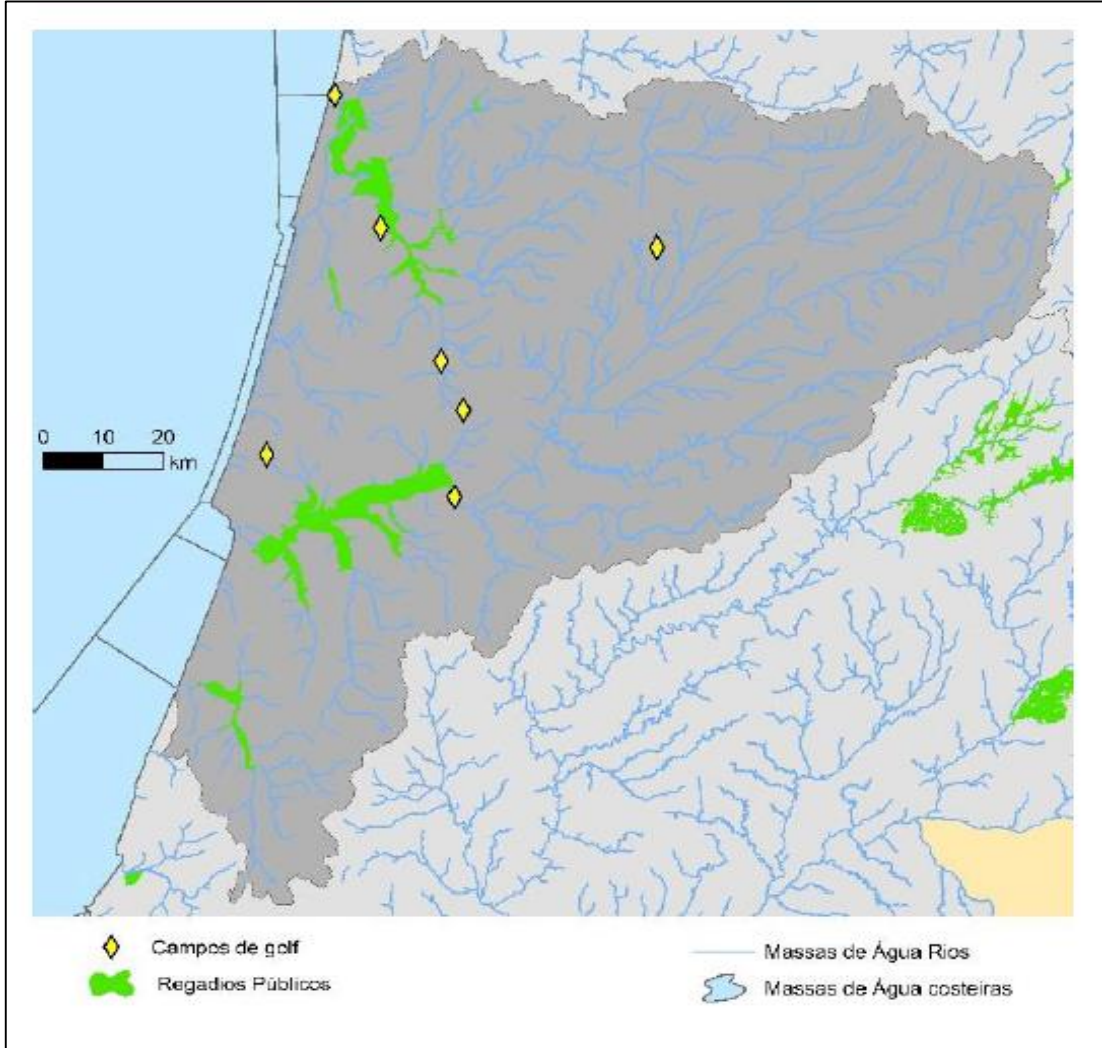 0 10 20
km
Campos de golf
Regadios Públicos
Massas de Água Rios
Massas de Água costeiras